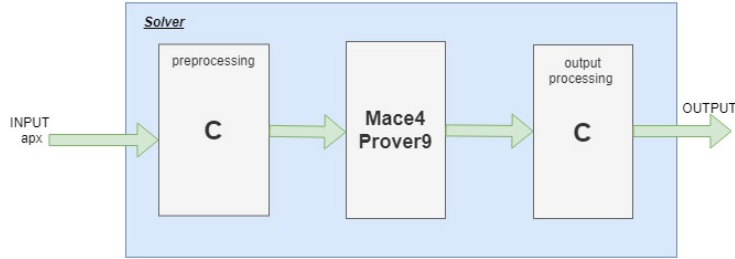 Solver
preprocessing
C
INPUT
apx
Mace4
Prover9
output
processing
C
OUTPUT